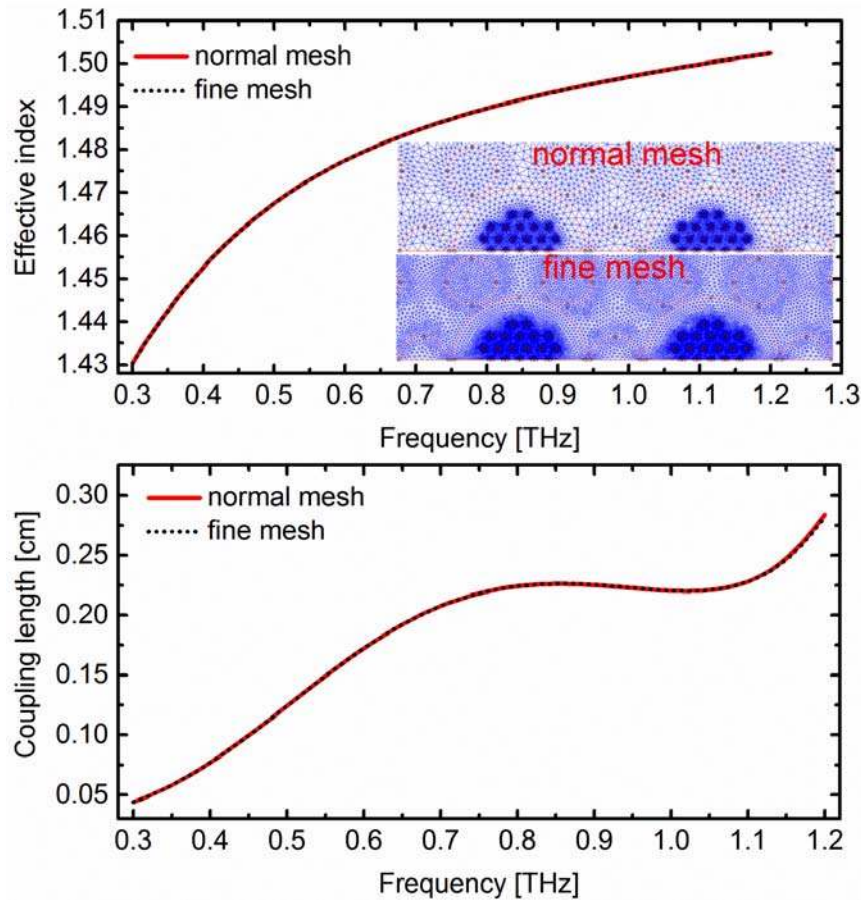 1.51
1.50
1.49
1.48
1.47
1.46
1.45
1.44
1.43
Effective index
normal mesh
fine mesh
normal mesh
fine mesh
0.3 0.4 0.5 0.6 0.7 0.8 0.9 1.0 1.1 1.2 1.3
Frequency [THz]
0.30
0.25
0.20
0.15
0.10
0.05
Coupling length [cm]
normal mesh
fine mesh
0.3 0.4 0.5 0.6 0.7 0.8 0.9 1.0 1.1 1.2
Frequency [THz]